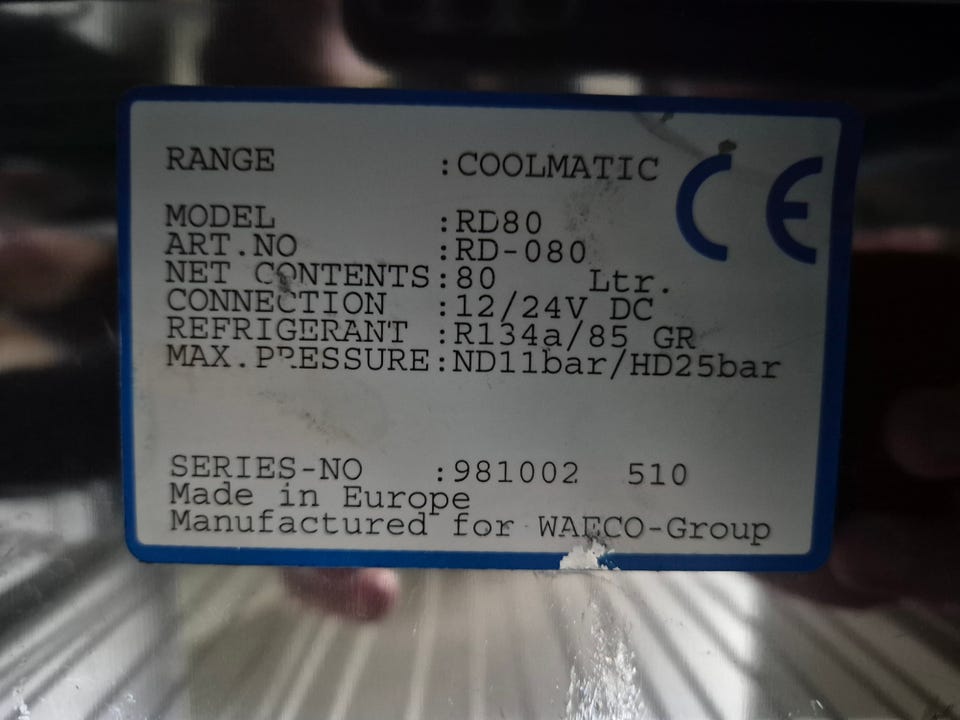 RANGE :COOLMATIC
CE
MODEL :RD80
ART.NO :RD-080
NET CONTENTS:80 Ltr.
CONNECTION :12/24V DC
REFRIGERANT :R134a/85 GR
MAX.PRESSURE:ND11bar/HD25bar
SERIES-NO :981002 510
Made in Europe
Manufactured for WAECO-Group